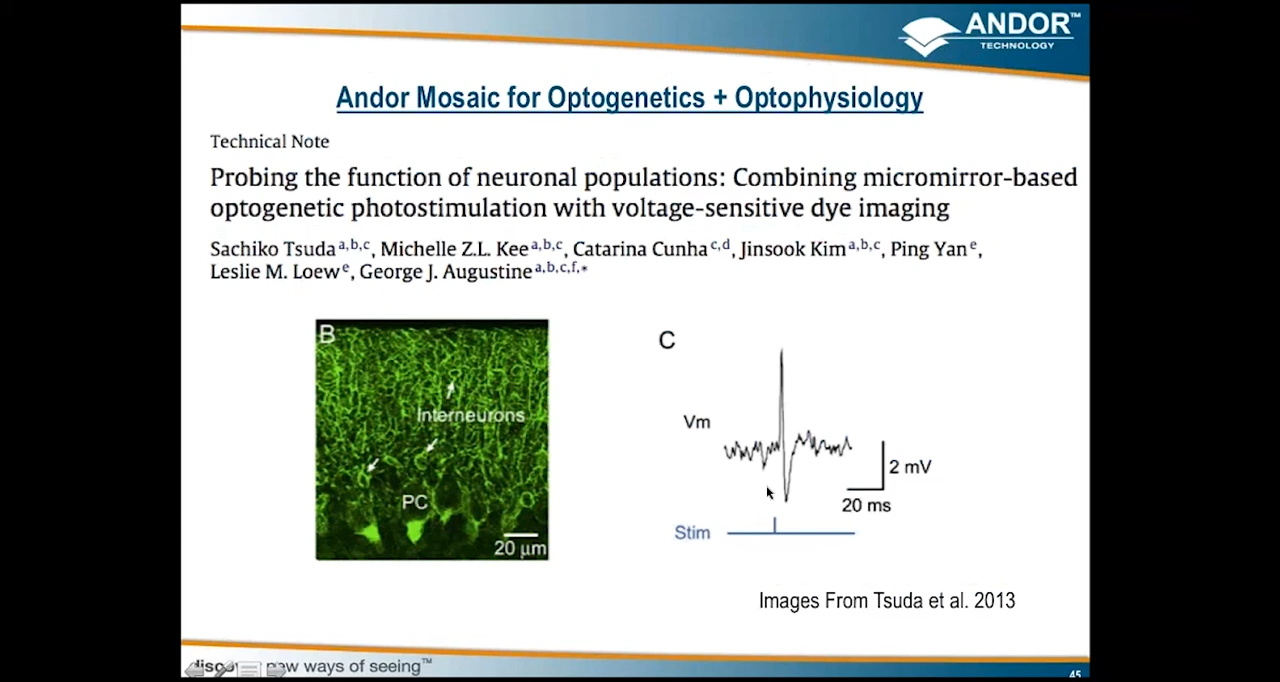 ANDOR™
TECHNOLOGY
Andor Mosaic for Optogenetics + Optophysiology
Technical Note
Probing the function of neuronal populations: Combining micromirror-based
optogenetic photostimulation with voltage-sensitive dye imaging
Sachiko Tsuda a,b,c, Michelle Z.L. Kee a,b,c, Catarina Cunha c,d, Jinsook Kim a,b,c, Ping Yan e,
Leslie M. Loew e, George J. Augustine a,b,c,f,*
B
Interneurons
PC
20 μm
C
Vm
2 mV
20 ms
Stim
Images From Tsuda et al. 2013
new ways of seeing™
45